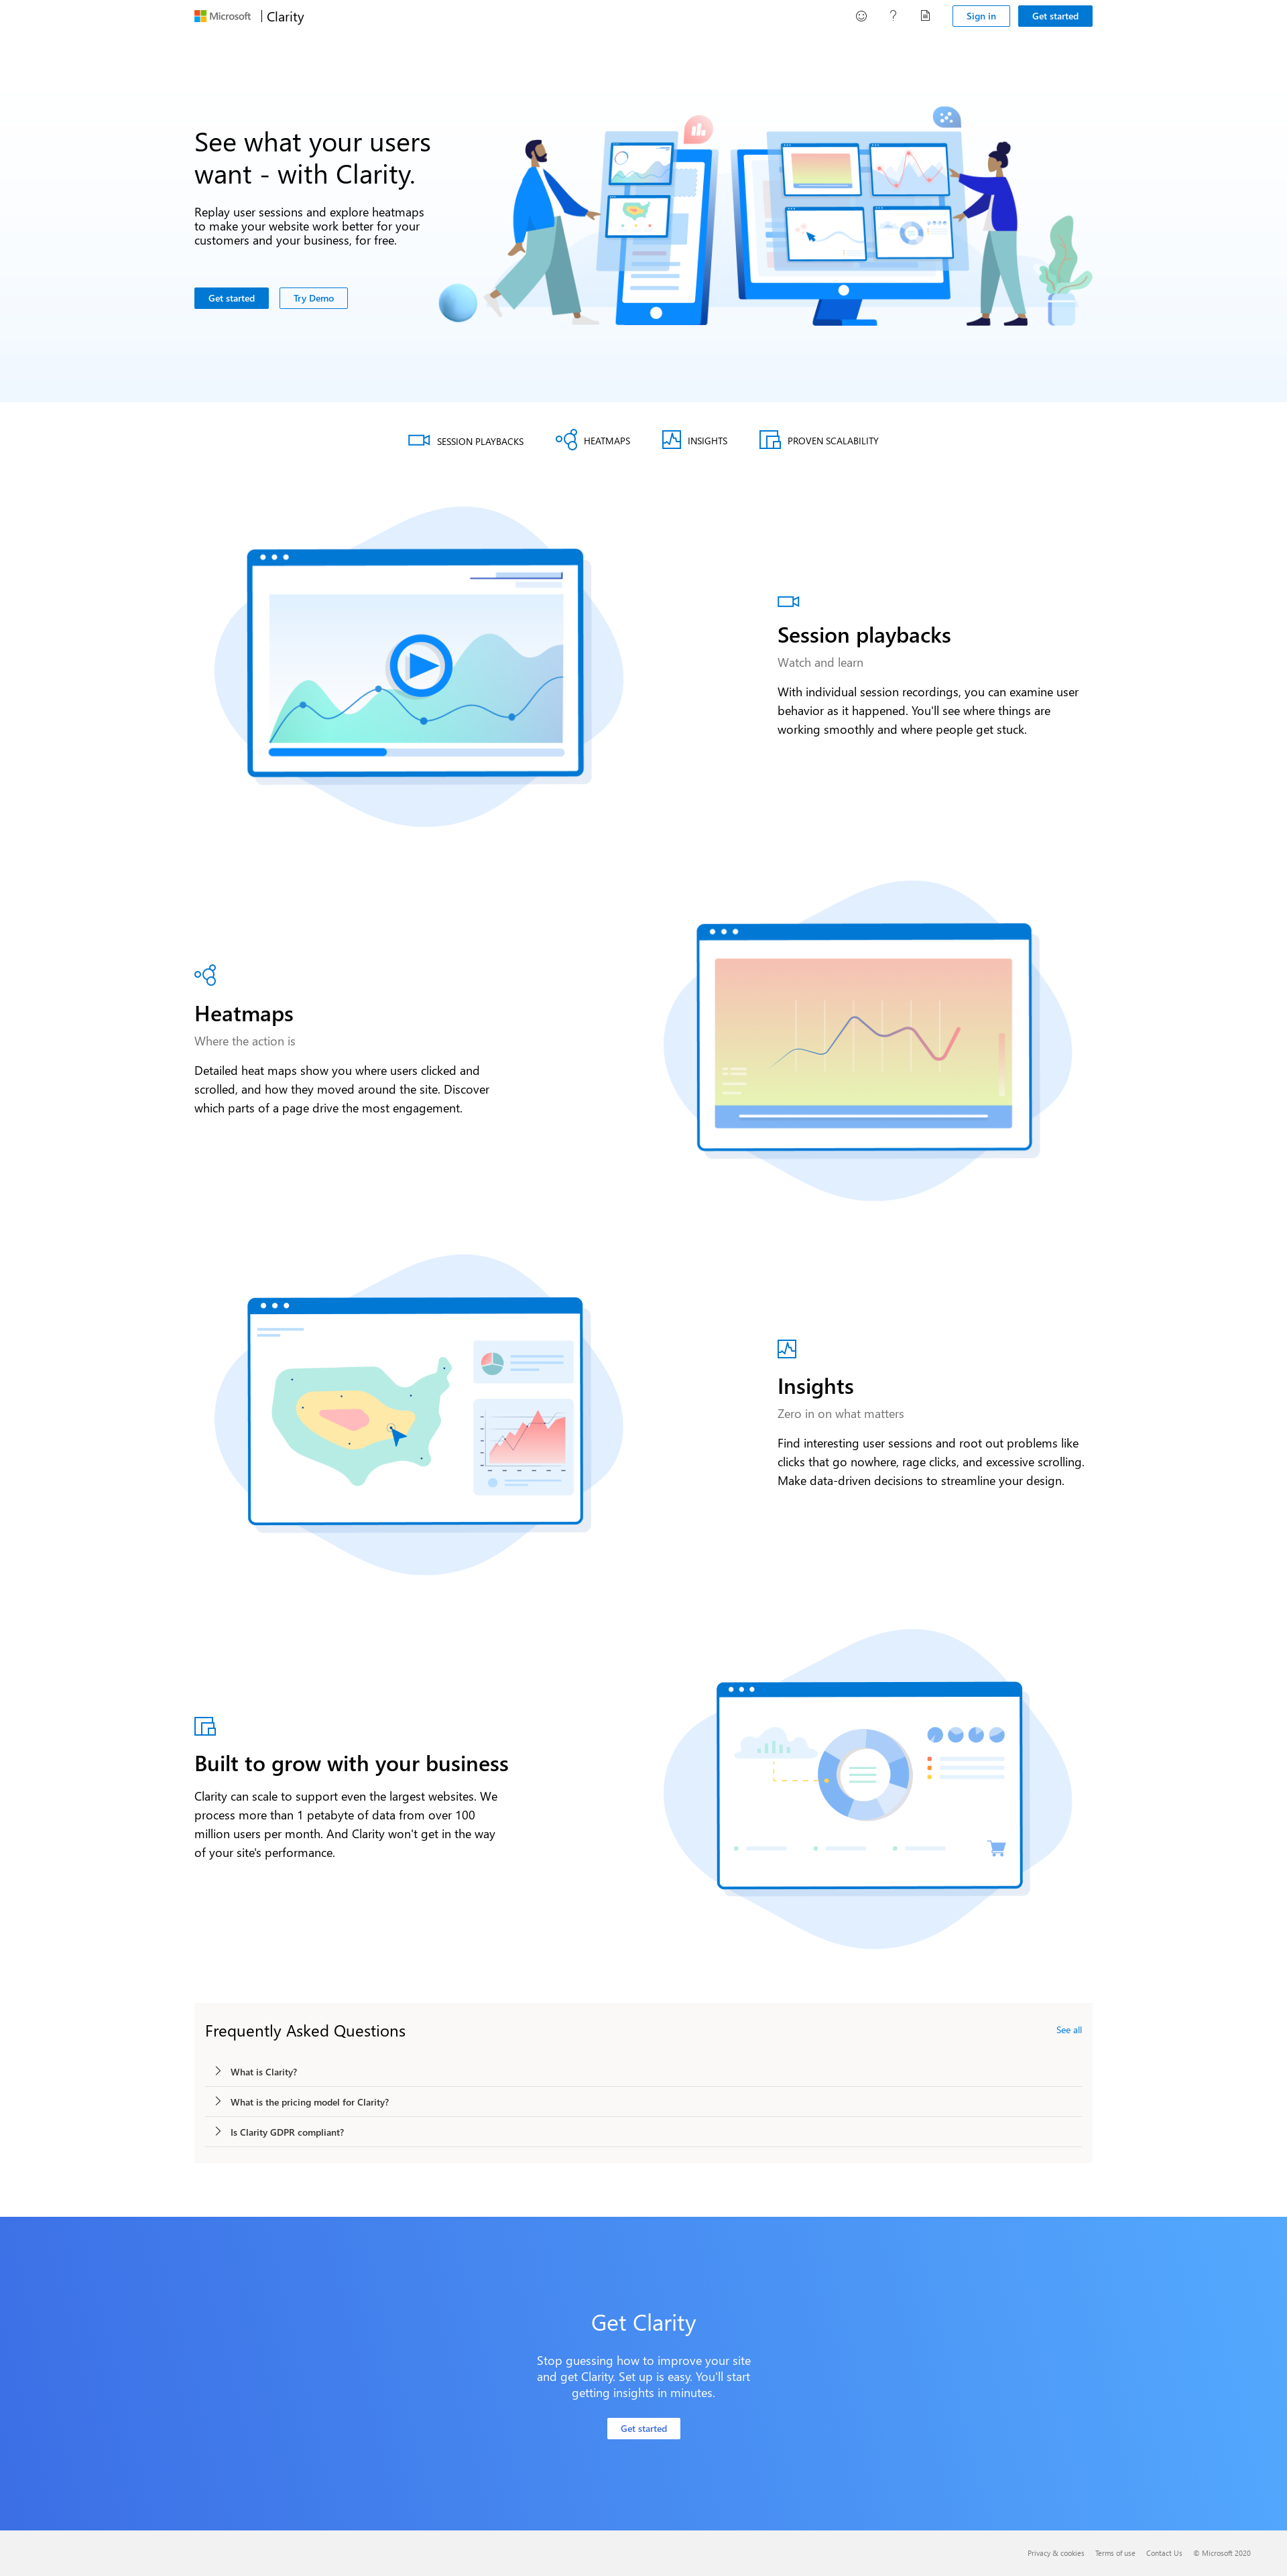 Microsoft | Clarity
Sign in
Get started
See what your users
want - with Clarity.
Replay user sessions and explore heatmaps
to make your website work better for your
customers and your business, for free.
Get started
Try Demo
SESSION PLAYBACKS
HEATMAPS
INSIGHTS
PROVEN SCALABILITY
Session playbacks
Watch and learn
With individual session recordings, you can examine user
behavior as it happened. You'll see where things are
working smoothly and where people get stuck.
Heatmaps
Where the action is
Detailed heat maps show you where users clicked and
scrolled, and how they moved around the site. Discover
which parts of a page drive the most engagement.
Insights
Zero in on what matters
Find interesting user sessions and root out problems like
clicks that go nowhere, rage clicks, and excessive scrolling.
Make data-driven decisions to streamline your design.
Built to grow with your business
Clarity can scale to support even the largest websites. We
process more than 1 petabyte of data from over 100
million users per month. And Clarity won't get in the way
of your site's performance.
Frequently Asked Questions
See all
What is Clarity?
What is the pricing model for Clarity?
Is Clarity GDPR compliant?
Get Clarity
Stop guessing how to improve your site
and get Clarity. Set up is easy. You'll start
getting insights in minutes.
Get started
Privacy & cookies
Terms of use
Contact Us
© Microsoft 2020